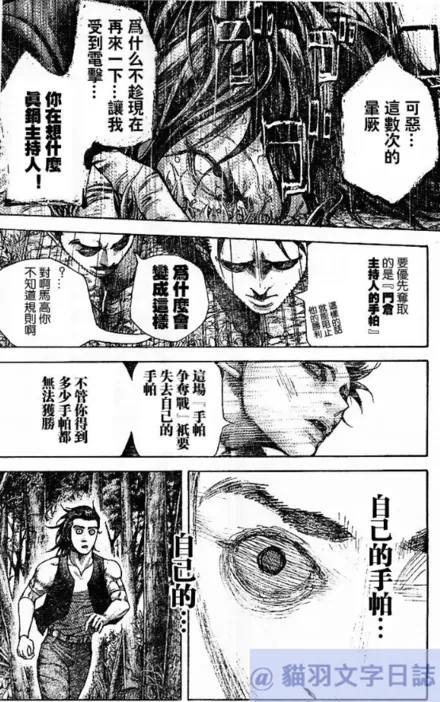 可惡…
這數次的
暈厥
爲什么不趁現在
再來一下…讓我
受到電擊…
你在想什麼
眞鍋主持人！
要優先奪取
的是『門倉
主持人的手帕』
這樣的話
就能阻止
他的勝利
爲什麼會
變成這樣
？…
對啊馬高你
不知道規則啊
這場『手帕
争奪戰』衹要
失去自己的
手帕
不管你得到
多少手帕都
無法獲勝
自己的手帕…
自己的…
@貓羽文字日誌